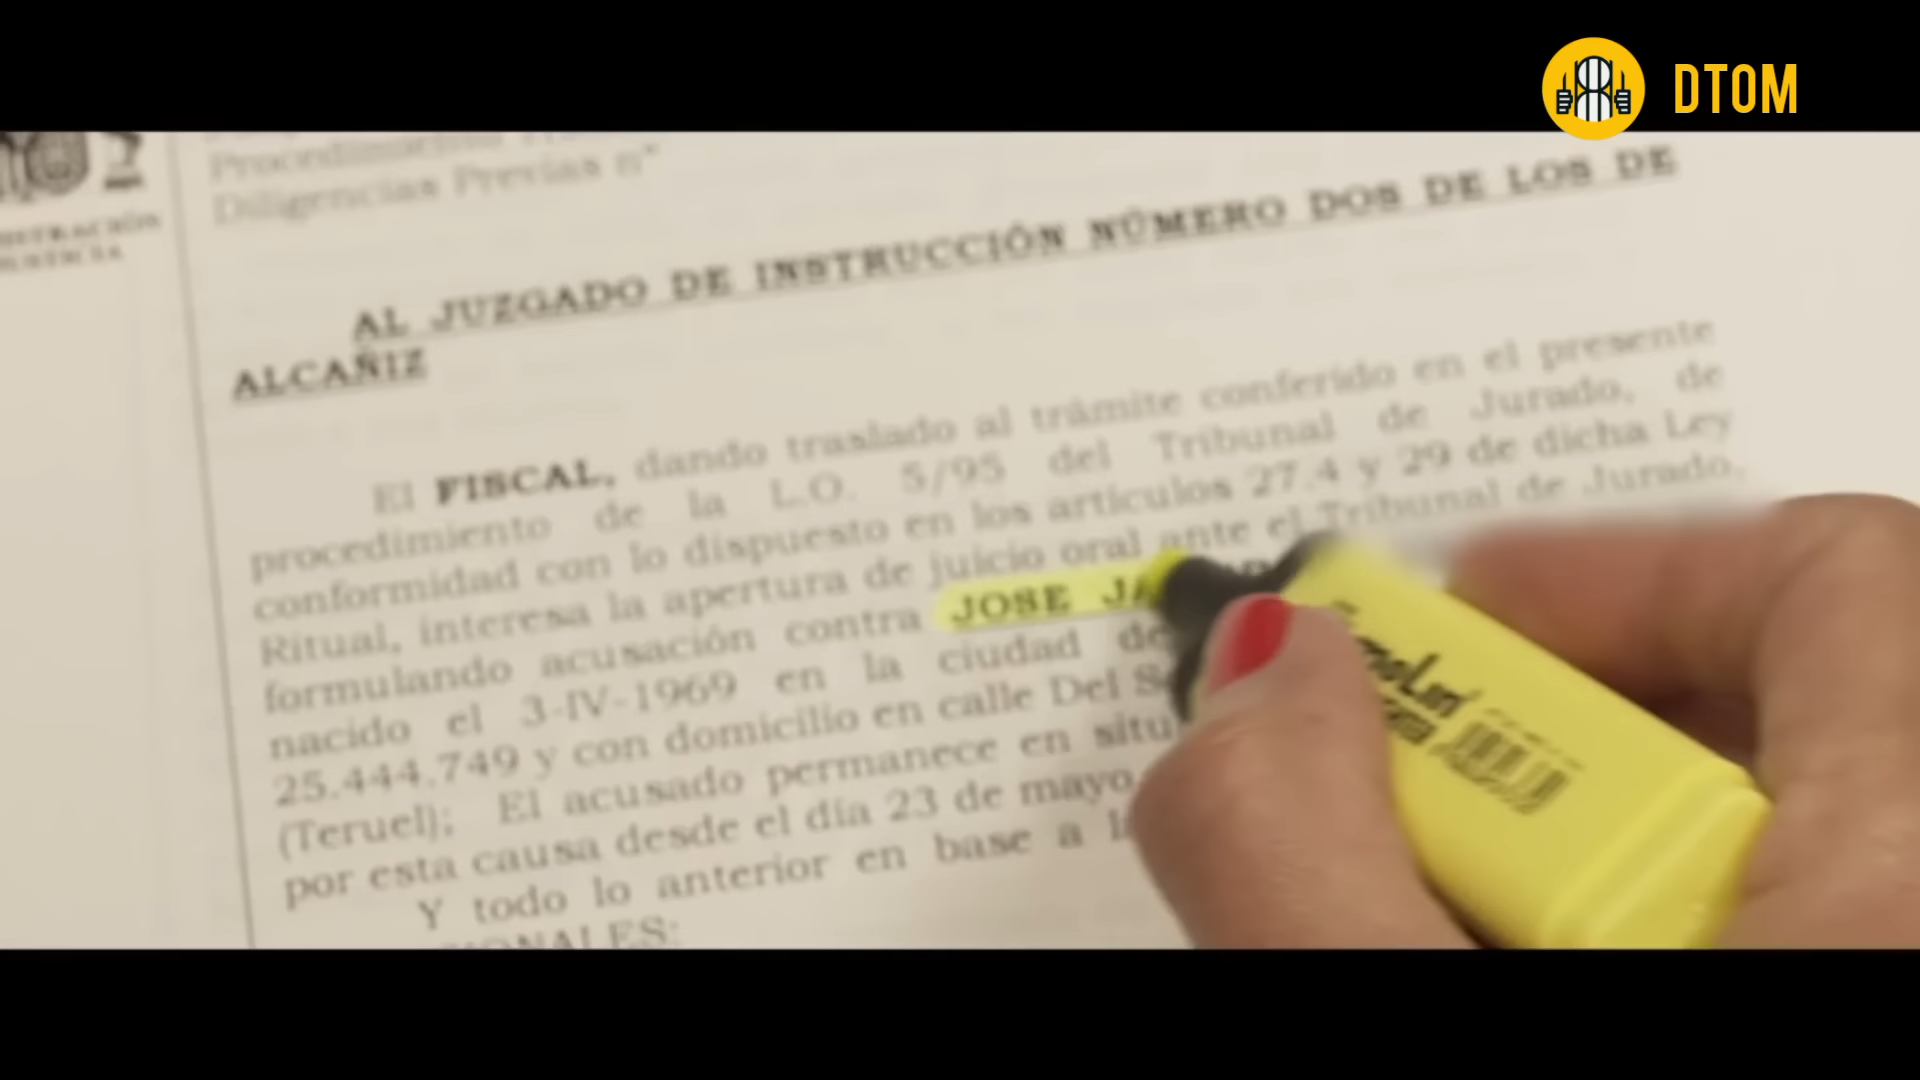 DTOM
Procedimiento
Diligencias Previas nº
AL JUZGADO DE INSTRUCCIÓN NÚMERO DOS DE LOS DE
ALCAÑIZ
El FISCAL, dando traslado al trámite conferido en el presente
procedimiento de la L.O. 5/95 del Tribunal de Jurado, de
conformidad con lo dispuesto en los artículos 27.4 y 29 de dicha Ley
Ritual, interesa la apertura de juicio oral ante el Tribunal de Jurado,
formulando acusación contra JOSE
nacido el 3-IV-1969 en la ciudad de
25.444.749 y con domicilio en calle Del
(Teruel); El acusado permanece en
por esta causa desde el día 23 de mayo
Y todo lo anterior en base a